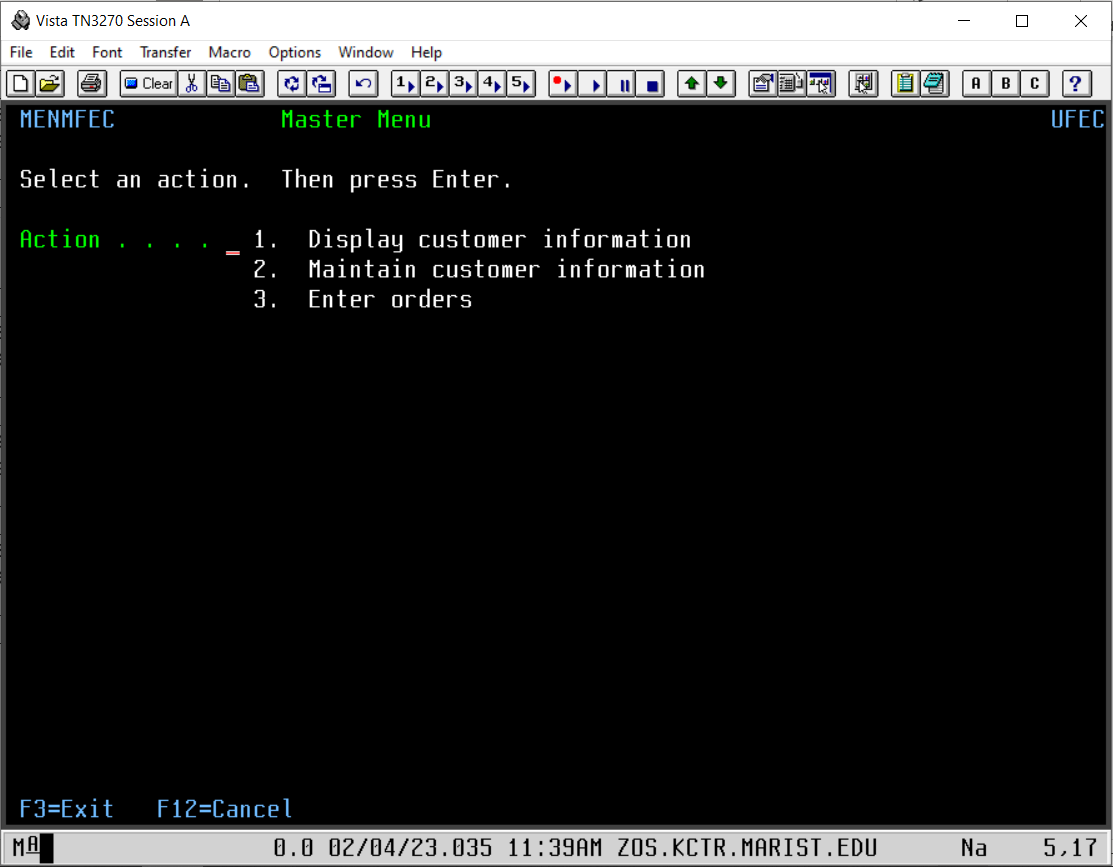 Vista TN3270 Session A
File Edit Font Transfer Macro Options Window Help
Clear 1 2 3 4 5 A B C ?
MENMFEC Master Menu UFEC
Select an action. Then press Enter.
Action . . . . _ 1. Display customer information
2. Maintain customer information
3. Enter orders
F3=Exit F12=Cancel
MA 0.0 02/04/23.035 11:39AM ZOS.KCTR.MARIST.EDU Na 5,17